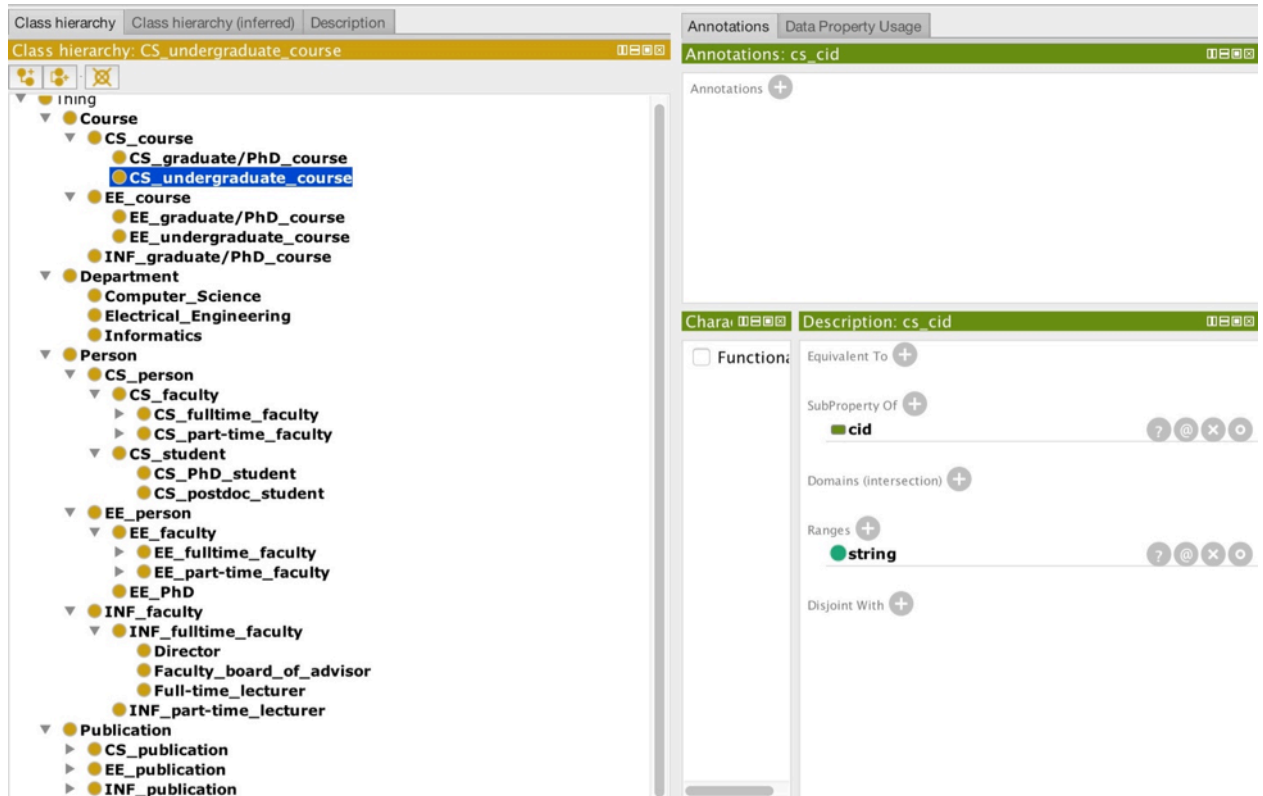 Class hierarchy
Class hierarchy (inferred)
Description
Class hierarchy: CS_undergraduate_course
Thing
Course
CS_course
CS_graduate/PhD_course
CS_undergraduate_course
EE_course
EE_graduate/PhD_course
EE_undergraduate_course
INF_graduate/PhD_course
Department
Computer_Science
Electrical_Engineering
Informatics
Person
CS_person
CS_faculty
CS_fulltime_faculty
CS_part-time_faculty
CS_student
CS_PhD_student
CS_postdoc_student
EE_person
EE_faculty
EE_fulltime_faculty
EE_part-time_faculty
EE_PhD
INF_faculty
INF_fulltime_faculty
Director
Faculty_board_of_advisor
Full-time_lecturer
INF_part-time_lecturer
Publication
CS_publication
EE_publication
INF_publication
Annotations
Data Property Usage
Annotations: cs_cid
Annotations
Chara
Functiona
Description: cs_cid
Equivalent To
SubProperty Of
cid
Domains (intersection)
Ranges
string
Disjoint With